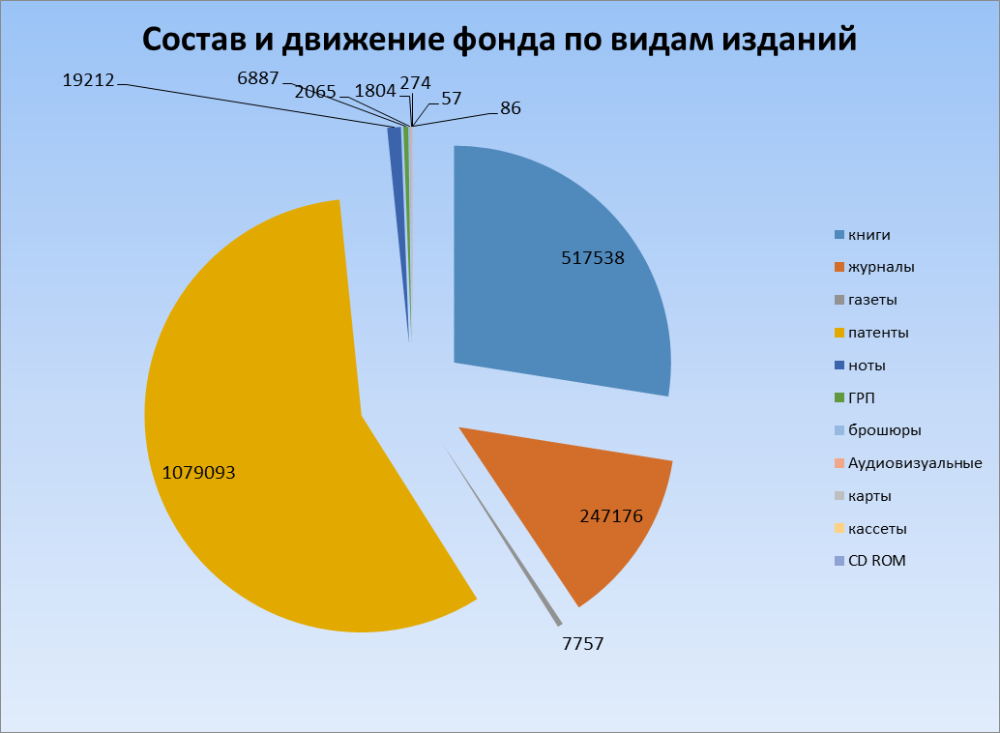 Состав и движение фонда по видам изданий
19212
6887
2065
1804
274
57
86
517538
247176
7757
1079093
книги
журналы
газеты
патенты
ноты
ГРП
брошюры
Аудиовизуальные
карты
кассеты
CD ROM